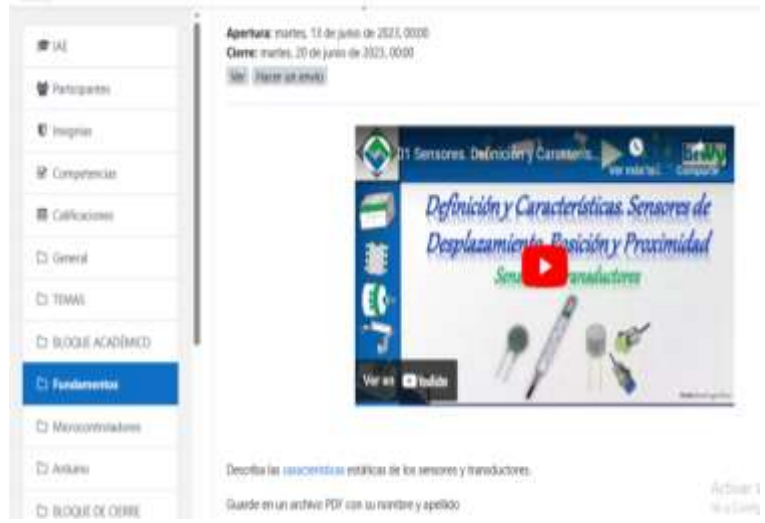 IAE
Participantes
Insignias
Competencias
Calificaciones
General
TEMAS
BLOQUE ACADÉMICO
Fundamentos
Microcontroladores
Arduino
BLOQUE DE CIERRE
Apertura: martes, 13 de junio de 2023, 00:00
Cierre: martes, 20 de junio de 2023, 00:00
Ver Hacer un envío
01 Sensores. Definición y Caracterís...
Ver más ta... Compartir
Definición y Características. Sensores de
Desplazamiento, Posición y Proximidad
Ver en YouTube
Describa las características estáticas de los sensores y transductores.
Guarde en un archivo PDF con su nombre y apellido
Activar